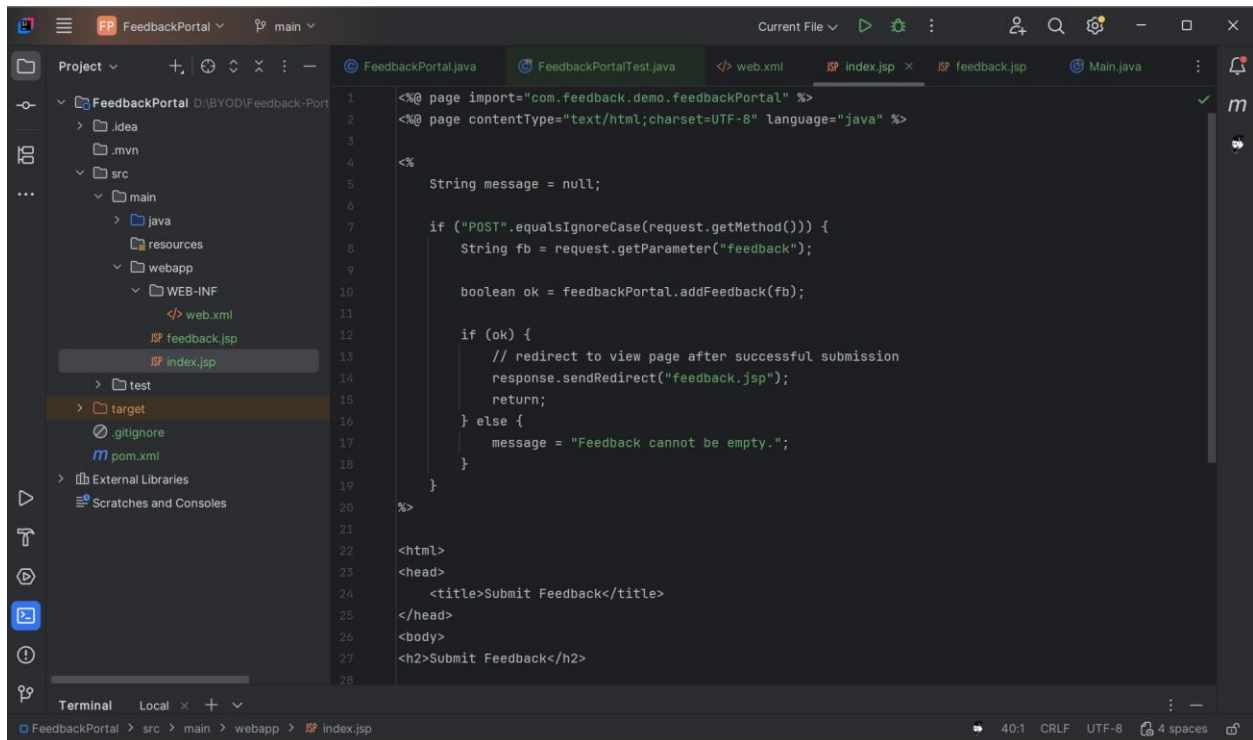 FP FeedbackPortal main Current File
Project
FeedbackPortal.java FeedbackPortalTest.java </> web.xml JSP index.jsp × JSP feedback.jsp Main.java
FeedbackPortal D:\BYOD\Feedback-Port
.idea
.mvn
src
main
java
resources
webapp
WEB-INF
</> web.xml
JSP feedback.jsp
JSP index.jsp
test
target
.gitignore
m pom.xml
External Libraries
Scratches and Consoles
1 <%@ page import="com.feedback.demo.feedbackPortal" %>
2 <%@ page contentType="text/html;charset=UTF-8" language="java" %>
3
4 <%
5 String message = null;
6
7 if ("POST".equalsIgnoreCase(request.getMethod())) {
8 String fb = request.getParameter("feedback");
9
10 boolean ok = feedbackPortal.addFeedback(fb);
11
12 if (ok) {
13 // redirect to view page after successful submission
14 response.sendRedirect("feedback.jsp");
15 return;
16 } else {
17 message = "Feedback cannot be empty.";
18 }
19 }
20 %>
21
22 <html>
23 <head>
24 <title>Submit Feedback</title>
25 </head>
26 <body>
27 <h2>Submit Feedback</h2>
28
m
Terminal Local ×
FeedbackPortal > src > main > webapp > JSP index.jsp 40:1 CRLF UTF-8 4 spaces